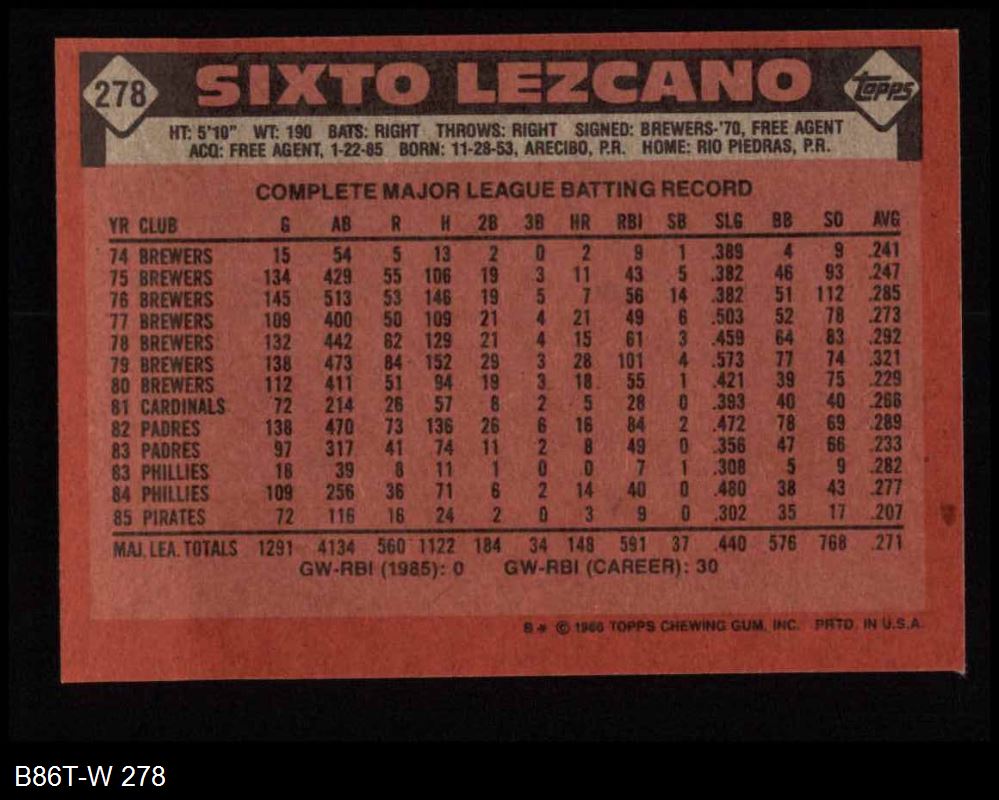 278
SIXTO LEZCANO
Topps
HT: 5'10" WT: 190 BATS: RIGHT THROWS: RIGHT SIGNED: BREWERS-'70, FREE AGENT
ACQ: FREE AGENT, 1-22-85 BORN: 11-28-53, ARECIBO, P.R. HOME: RIO PIEDRAS, P.R.
COMPLETE MAJOR LEAGUE BATTING RECORD
YR CLUB G AB R H 2B 3B HR RBI SB SLG BB SO AVG
74 BREWERS 15 54 5 13 2 0 2 9 1 .389 4 9 .241
75 BREWERS 134 429 55 106 19 3 11 43 5 .382 46 93 .247
76 BREWERS 145 513 53 146 19 5 7 56 14 .382 51 112 .285
77 BREWERS 109 400 50 109 21 4 21 49 6 .503 52 78 .273
78 BREWERS 132 442 62 129 21 4 15 61 3 .459 64 83 .292
79 BREWERS 138 473 84 152 29 3 28 101 4 .573 77 74 .321
80 BREWERS 112 411 51 94 19 3 18 55 1 .421 39 75 .229
81 CARDINALS 72 214 26 57 8 2 5 28 0 .393 40 40 .266
82 PADRES 138 470 73 136 26 6 16 84 2 .472 78 69 .289
83 PADRES 97 317 41 74 11 2 8 49 0 .356 47 66 .233
83 PHILLIES 18 39 8 11 1 0 0 7 1 .308 5 9 .282
84 PHILLIES 109 256 36 71 6 2 14 40 0 .480 38 43 .277
85 PIRATES 72 116 16 24 2 0 3 9 0 .302 35 17 .207
MAJ. LEA. TOTALS 1291 4134 560 1122 184 34 148 591 37 .440 576 768 .271
GW-RBI (1985): 0 GW-RBI (CAREER): 30
B* © 1986 TOPPS CHEWING GUM, INC. PRTD. IN U.S.A.
B86T-W 278